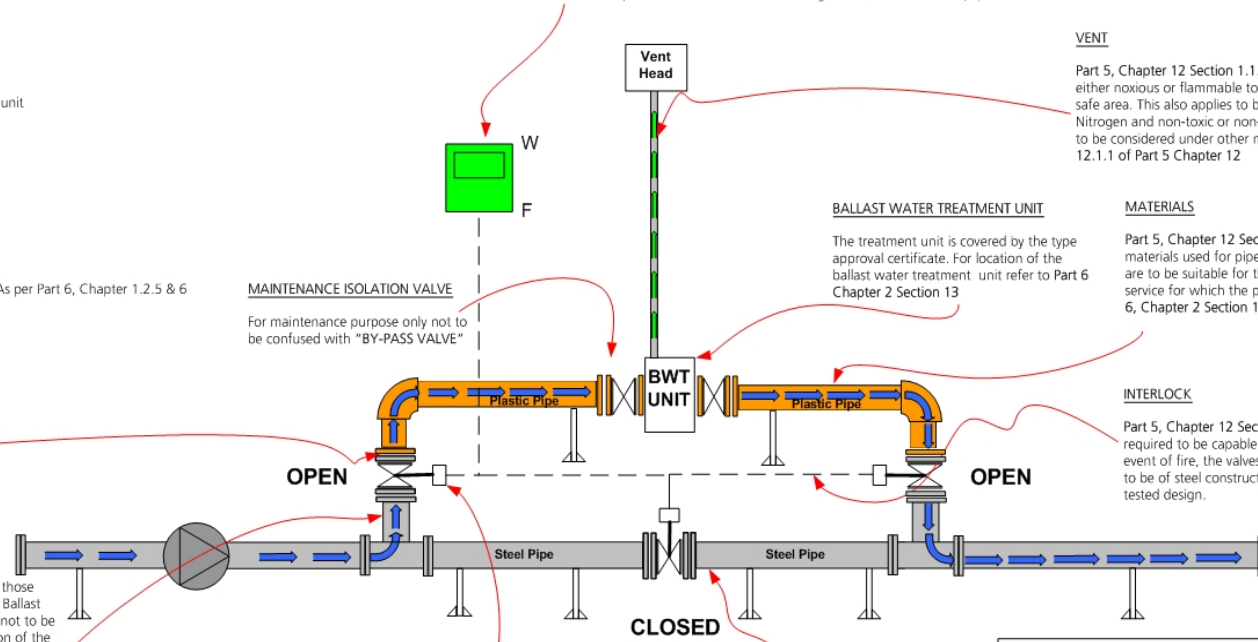 unit
Vent
Head
VENT
Part 5, Chapter 12 Section 1.1.
either noxious or flammable to
safe area. This also applies to b
Nitrogen and non-toxic or non-
to be considered under other
12.1.1 of Part 5 Chapter 12
W
F
BALLAST WATER TREATMENT UNIT
The treatment unit is covered by the type
approval certificate. For location of the
ballast water treatment unit refer to Part 6
Chapter 2 Section 13
MATERIALS
Part 5, Chapter 12 Sec
materials used for pipe
are to be suitable for t
service for which the p
6, Chapter 2 Section 1
As per Part 6, Chapter 1.2.5 & 6
MAINTENANCE ISOLATION VALVE
For maintenance purpose only not to
be confused with "BY-PASS VALVE"
BWT
UNIT
Plastic Pipe
Plastic Pipe
INTERLOCK
Part 5, Chapter 12 Sec
required to be capable
event of fire, the valves
to be of steel construct
tested design.
OPEN
OPEN
Steel Pipe
Steel Pipe
those
Ballast
not to be
on of the
CLOSED